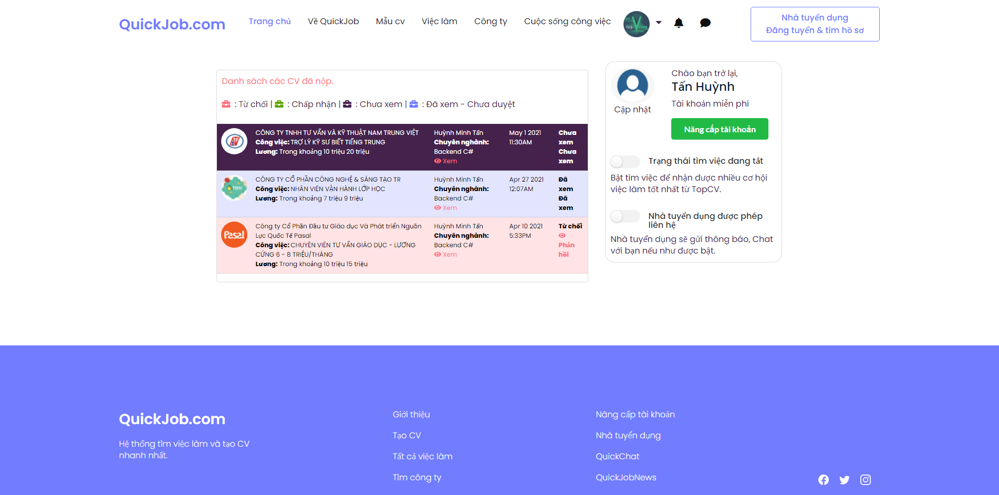 QuickJob.com
Trang chủ
Về QuickJob
Mẫu cv
Việc làm
Công ty
Cuộc sống công việc
Nhà tuyển dụng
Đăng tuyển & tìm hồ sơ
Danh sách các CV đã nộp.
: Từ chối | : Chấp nhận | : Chưa xem | : Đã xem - Chưa duyệt
CÔNG TY TNHH TƯ VẤN VÀ KỸ THUẬT NAM TRUNG VIỆT
Công việc: TRỢ LÝ KỸ SƯ BIẾT TIẾNG TRUNG
Lương: Trong khoảng 10 triệu 20 triệu
Huỳnh Minh Tấn
Chuyên nghành:
Backend C#
Xem
May 1 2021
11:30AM
Chưa
xem
Chưa
xem
TEHY
CÔNG TY CỔ PHẦN CÔNG NGHỆ & SÁNG TẠO TR
Công việc: NHÂN VIÊN VẬN HÀNH LỚP HỌC
Lương: Trong khoảng 7 triệu 9 triệu
Huỳnh Minh Tấn
Chuyên nghành:
Backend C#
Xem
Apr 27 2021
12:07AM
Đã
xem
Đã
xem
Pasal
Công ty Cổ Phần Đầu tư Giáo dục Và Phát triển Nguồn
Lực Quốc Tế Pasal
Công việc: CHUYÊN VIÊN TƯ VẤN GIÁO DỤC - LƯƠNG
CỨNG 6 - 8 TRIỆU/THÁNG
Lương: Trong khoảng 10 triệu 15 triệu
Huỳnh Minh Tấn
Chuyên nghành:
Backend C#
Xem
Apr 10 2021
5:33PM
Từ chối
Phản
hồi
Cập nhật
Chào bạn trở lại,
Tấn Huỳnh
Tài khoản miễn phí
Nâng cấp tài khoản
Trạng thái tìm việc đang tắt
Bật tìm việc để nhận được nhiều cơ hội
việc làm tốt nhất từ TopCV.
Nhà tuyển dụng được phép
liên hệ
Nhà tuyển dụng sẽ gửi thông báo, Chat
với bạn nếu như được bật.
QuickJob.com
Hệ thống tìm việc làm và tạo CV
nhanh nhất.
Giới thiệu
Tạo CV
Tất cả việc làm
Tìm công ty
Nâng cấp tài khoản
Nhà tuyển dụng
QuickChat
QuickJobNews